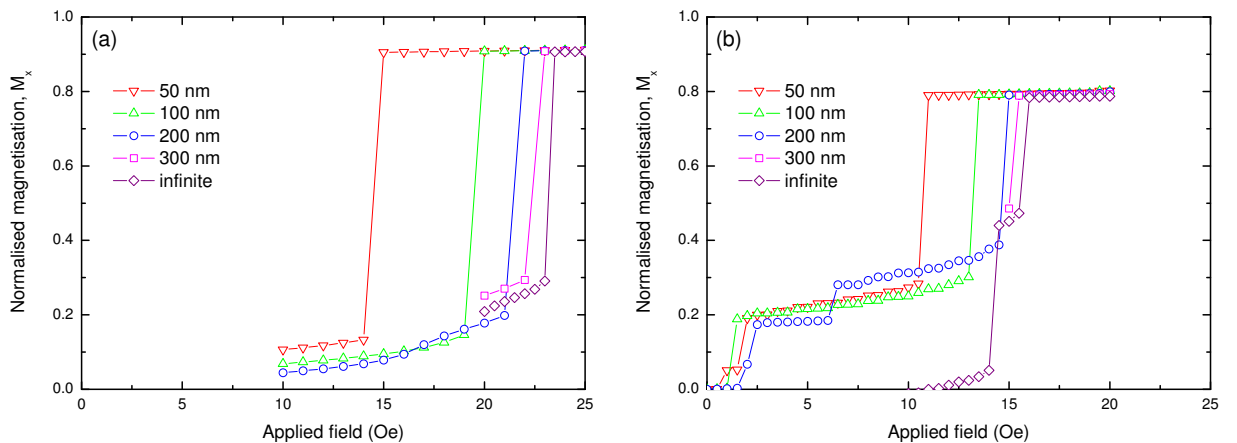 (a)
50 nm
100 nm
200 nm
300 nm
infinite
Normalised magnetisation, Mₓ
1.0
0.8
0.6
0.4
0.2
0.0
0 5 10 15 20 25
Applied field (Oe)
(b)
50 nm
100 nm
200 nm
300 nm
infinite
Normalised magnetisation, Mₓ
1.0
0.8
0.6
0.4
0.2
0.0
0 5 10 15 20 25
Applied field (Oe)